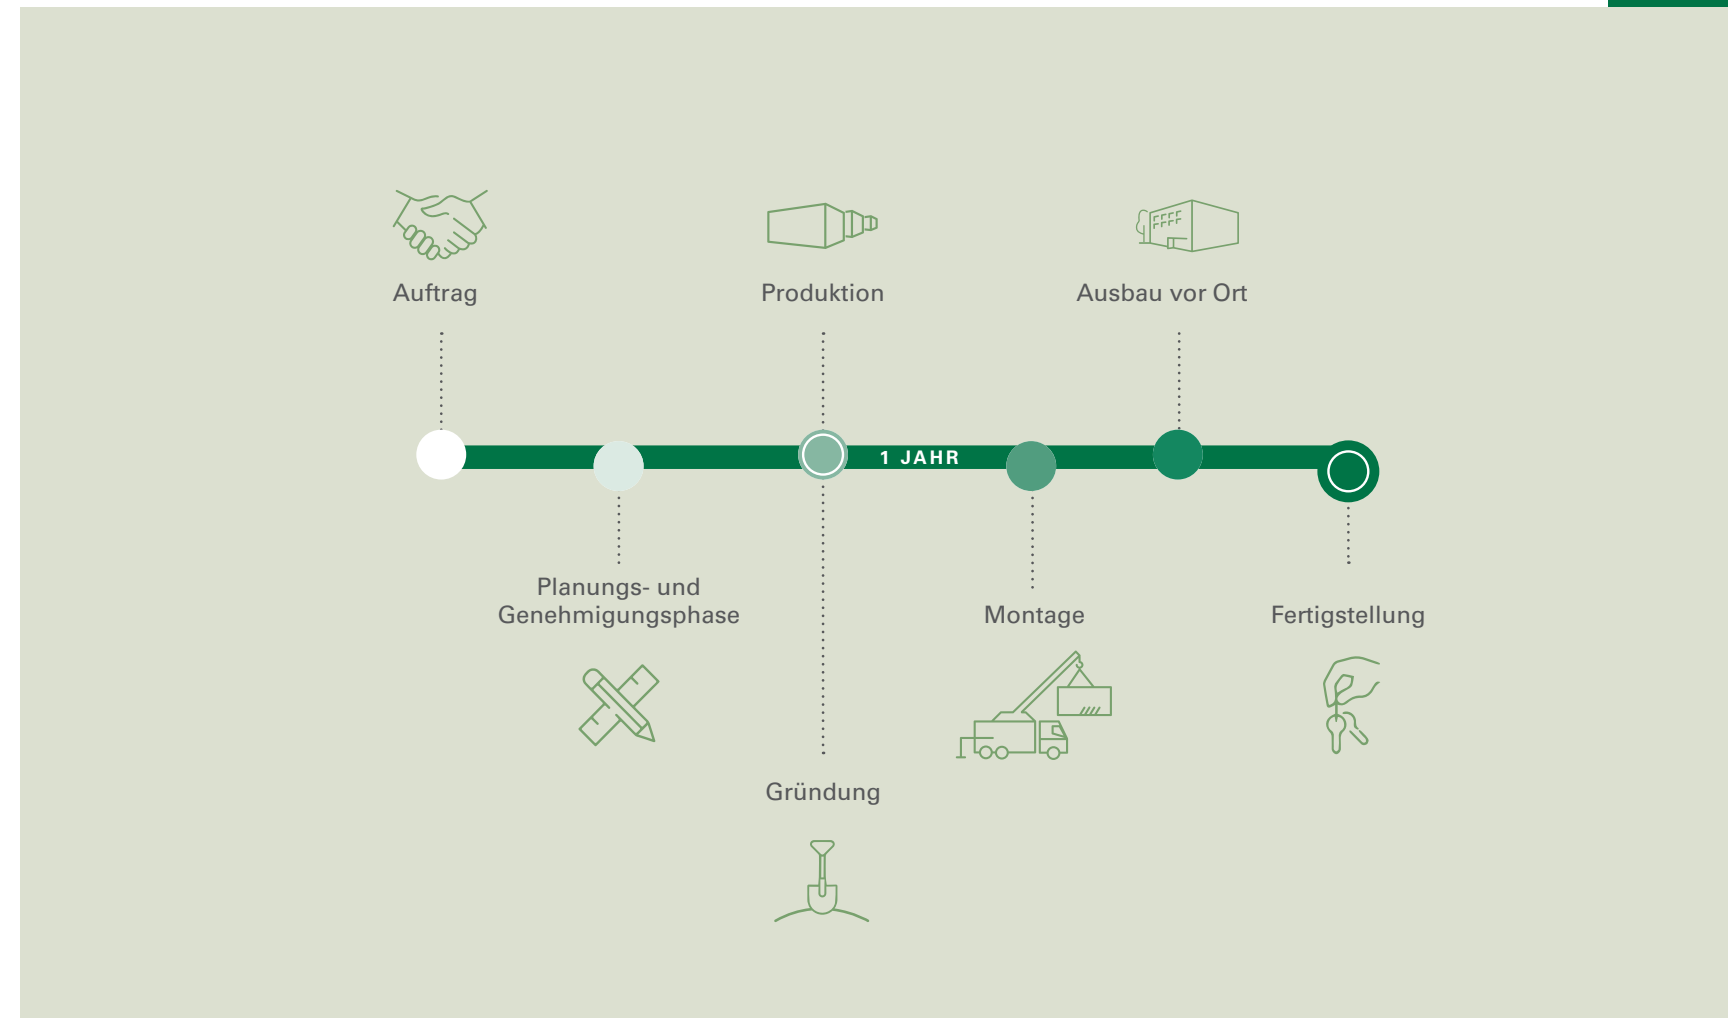 Auftrag
Produktion
Ausbau vor Ort
1 JAHR
Planungs- und
Genehmigungsphase
Montage
Fertigstellung
Gründung